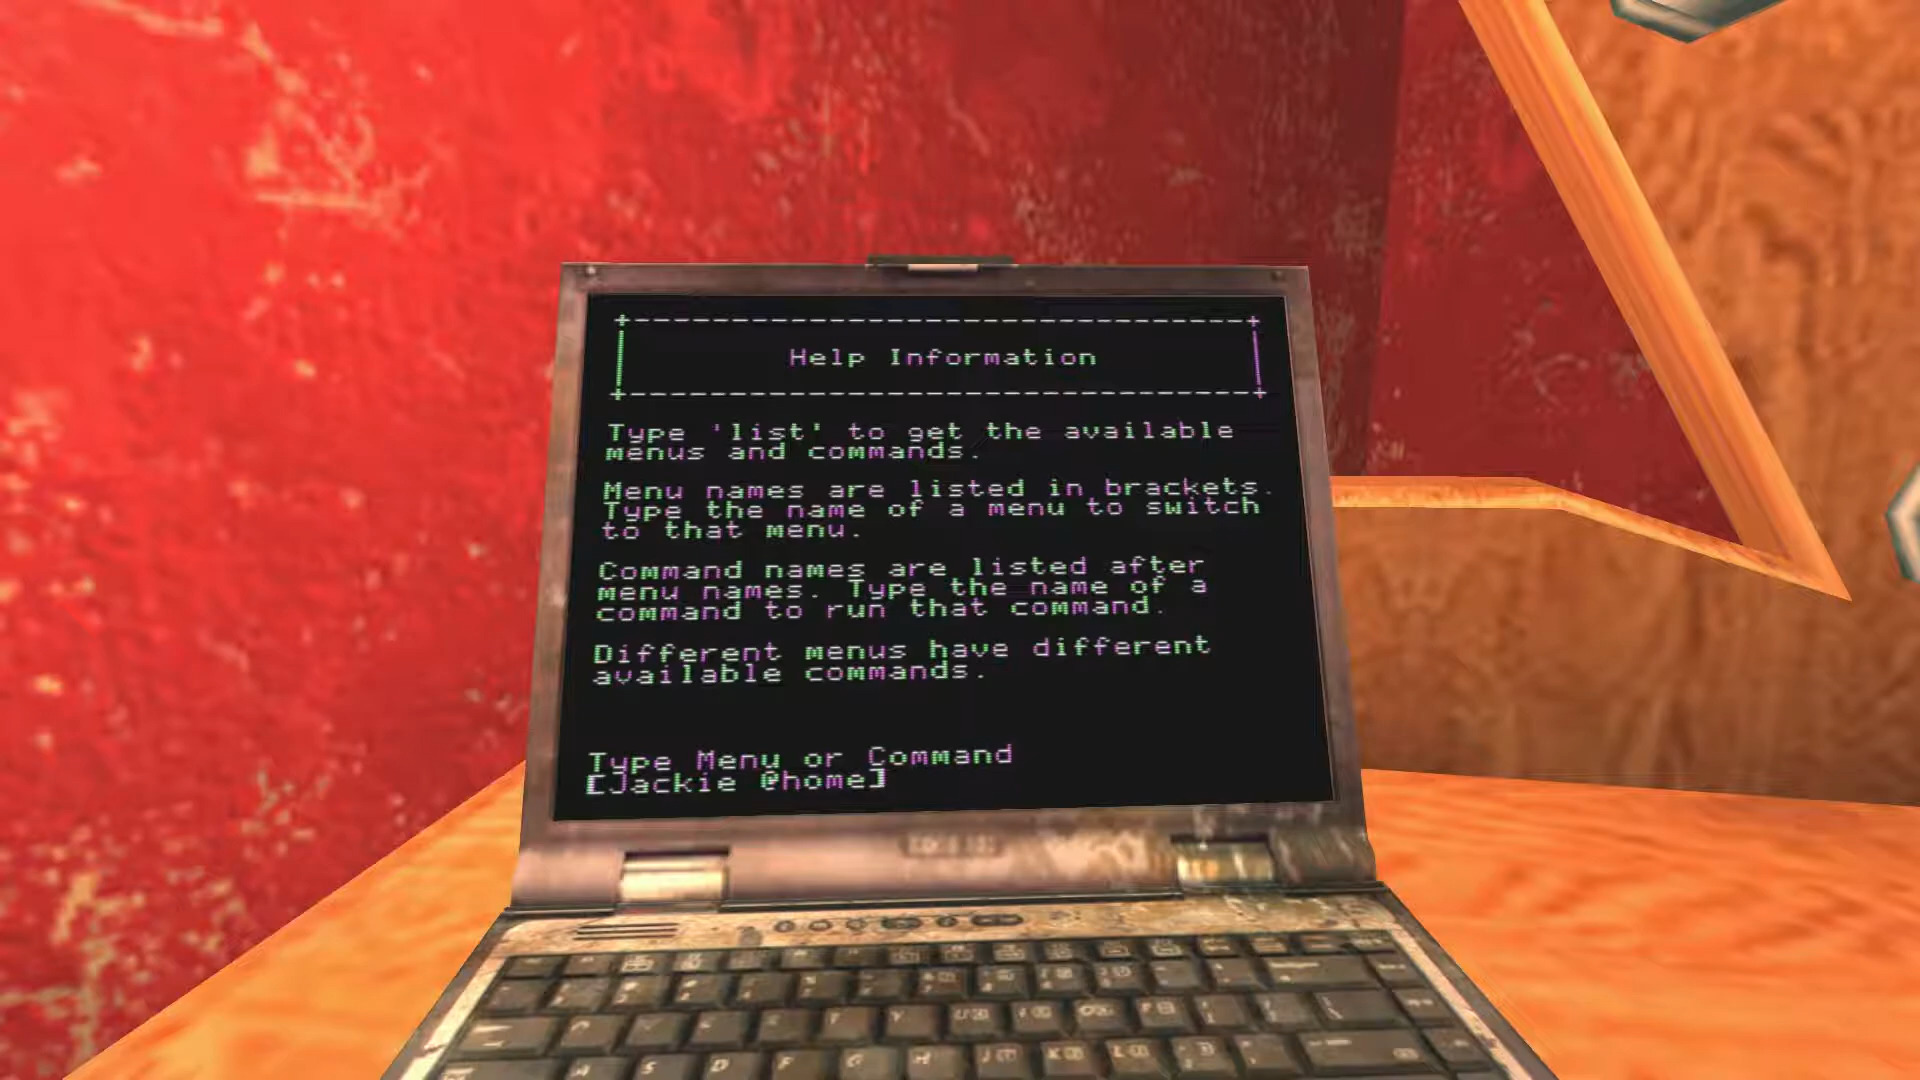 Help Information
Type 'list' to get the available
menus and commands.
Menu names are listed in brackets.
Type the name of a menu to switch
to that menu.
Command names are listed after
menu names. Type the name of a
command to run that command.
Different menus have different
available commands.
Type Menu or Command
[Jackie @home]